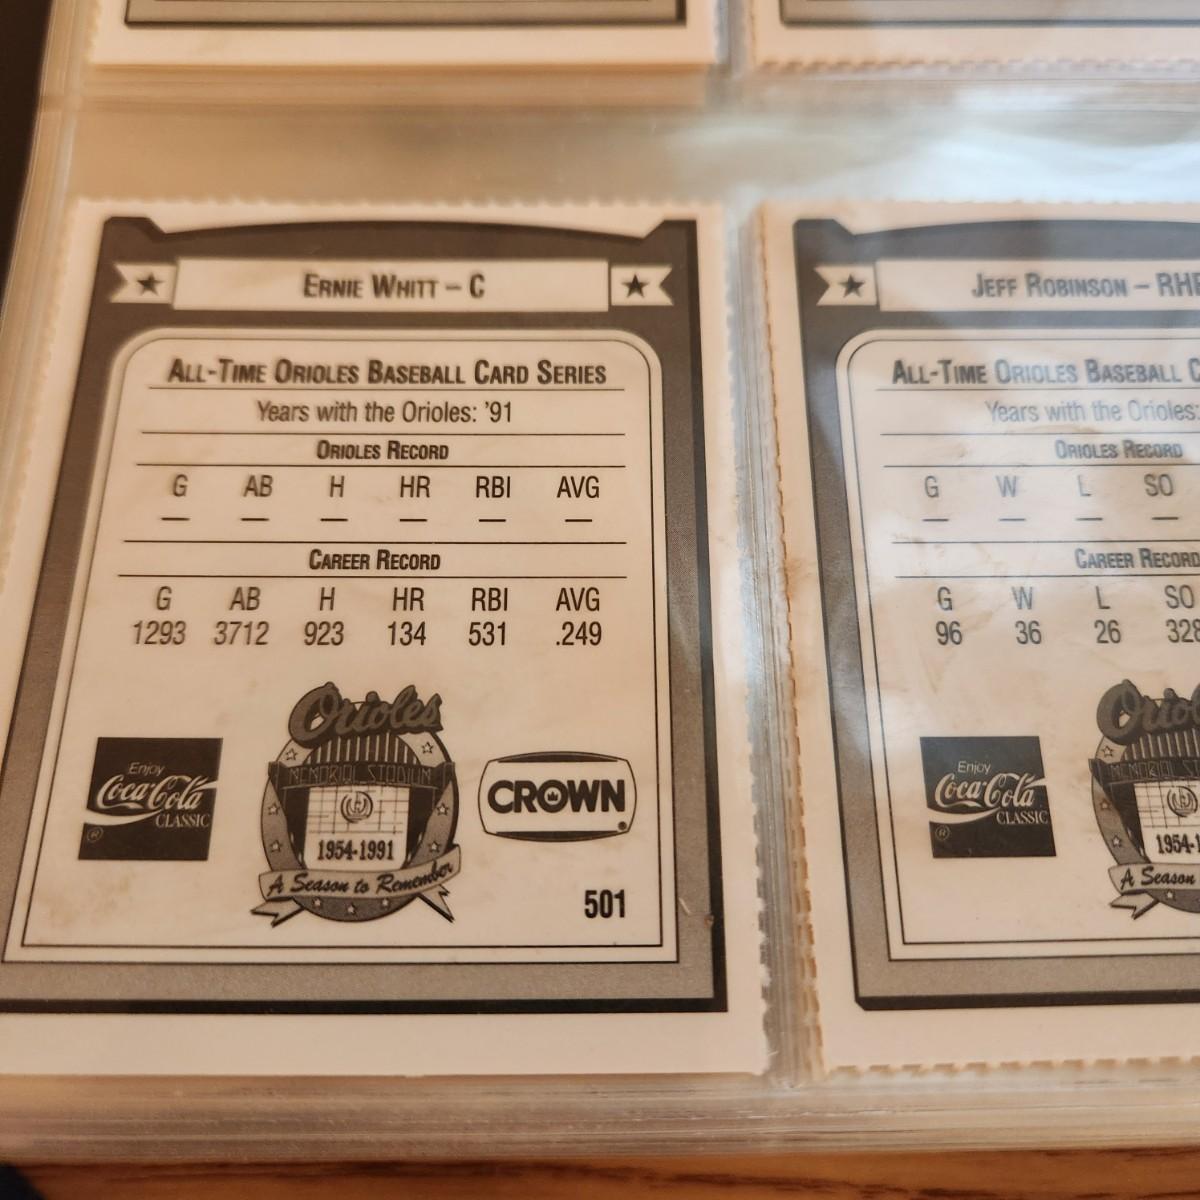 ERNIE WHITT – C
ALL-TIME ORIOLES BASEBALL CARD SERIES
Years with the Orioles: '91
ORIOLES RECORD
G AB H HR RBI AVG
— — — — — —
CAREER RECORD
G AB H HR RBI AVG
1293 3712 923 134 531 .249
Enjoy
Coca-Cola
CLASSIC
®
Orioles
MEMORIAL STADIUM
1954-1991
A Season to Remember
CROWN®
501
JEFF ROBINSON –
ALL-TIME ORIOLES BASEBALL
Years with the Orioles:
ORIOLES RECORD
G W L SO
— — — —
CAREER RECORD
G W L SO
96 36 26 328
Enjoy
Coca-Cola
CLASSIC
®
A Season